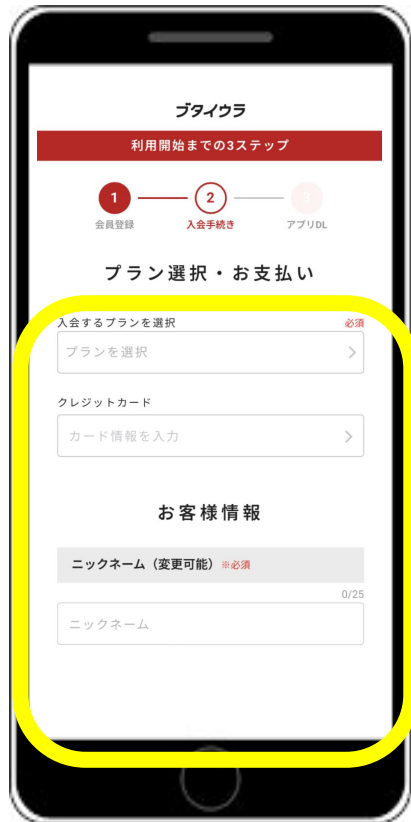 ブタイウラ
利用開始までの3ステップ
1 2 3
会員登録 入会手続き アプリDL
プラン選択・お支払い
入会するプランを選択 必須
プランを選択
クレジットカード
カード情報を入力
お客様情報
ニックネーム（変更可能）※必須
0/25
ニックネーム